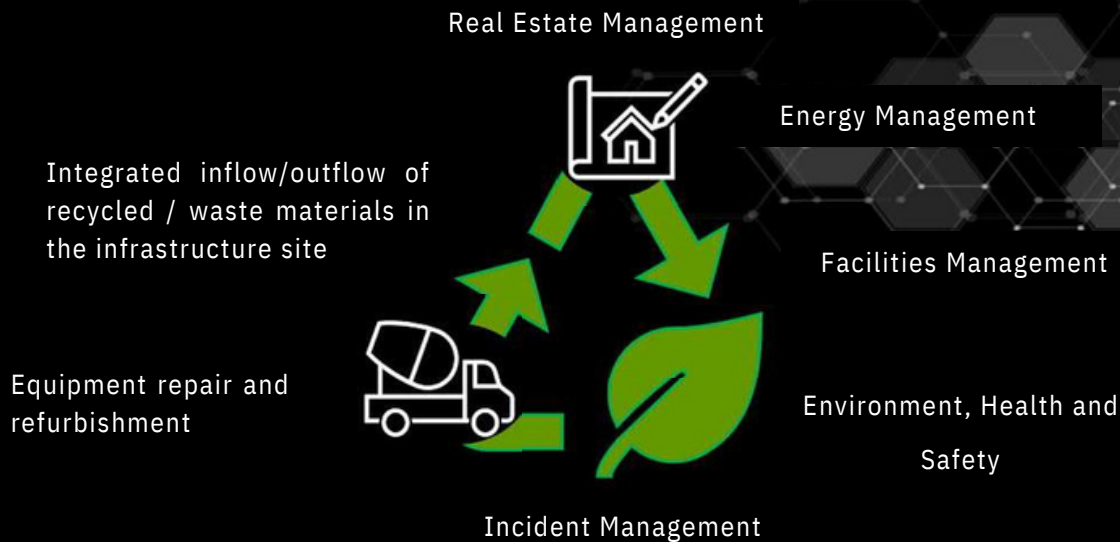 Real Estate Management
Energy Management
Integrated inflow/outflow of
recycled / waste materials in
the infrastructure site
Facilities Management
Equipment repair and
refurbishment
Environment, Health and
Safety
Incident Management